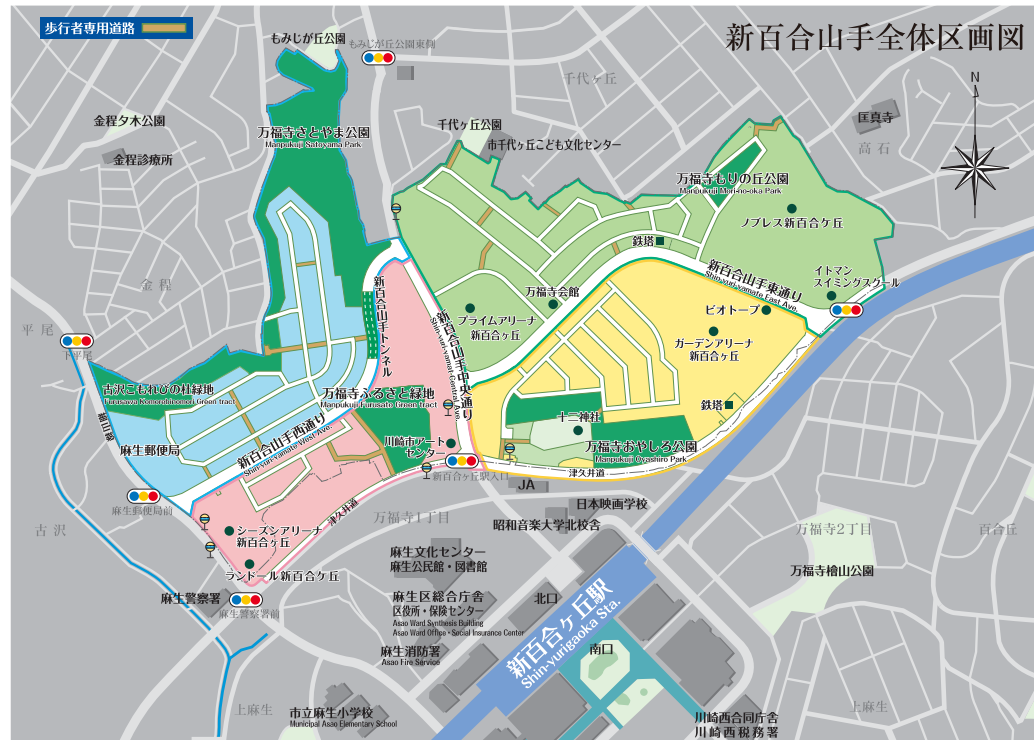 歩行者専用道路
新百合山手全体区画図
もみじが丘公園
もみじが丘公園東側
千代ヶ丘
N
金程夕木公園
金程診療所
万福寺さとやま公園
Manpukuji Satoyama Park
千代ヶ丘公園
市千代ヶ丘こども文化センター
匡真寺
高石
万福寺もりの丘公園
Manpukuji Mori-no-oka Park
ノブレス新百合ヶ丘
鉄塔
新百合山手東通り
Shin-yuri-yamate East Ave.
イトマン
スイミングスクール
金程
平尾
下平尾
新百合山手トンネル
新百合山手中央通り
Shin-yuri-yamate Central Ave.
プライムアリーナ
新百合ヶ丘
万福寺会館
ビオトープ
ガーデンアリーナ
新百合ヶ丘
古沢こもれびの杜緑地
Furusawa Komorebinomori Green tract
万福寺ふるさと緑地
Manpukuji Furusato Green tract
鉄塔
十二神社
麻生郵便局
新百合山手西通り
Shin-yuri-yamate West Ave.
川崎市アート
センター
万福寺おやしろ公園
Manpukuji Oyashiro Park
新百合ヶ丘駅入口
津久井道
JA
麻生郵便局前
津久井道
日本映画学校
昭和音楽大学北校舎
古沢
万福寺1丁目
万福寺2丁目
百合丘
シーズンアリーナ
新百合ヶ丘
麻生文化センター
麻生公民館・図書館
万福寺檜山公園
ランドール新百合ヶ丘
麻生警察署
麻生警察署前
麻生区総合庁舎
区役所・保険センター
Asao Ward Synthesis Building
Asao Ward Office・Social Insurance Center
北口
新百合ヶ丘駅
Shin-yurigaoka Sta.
南口
麻生消防署
Asao Fire Service
上麻生
市立麻生小学校
Municipal Asao Elementary School
上麻生
川崎西合同庁舎
川崎西税務署